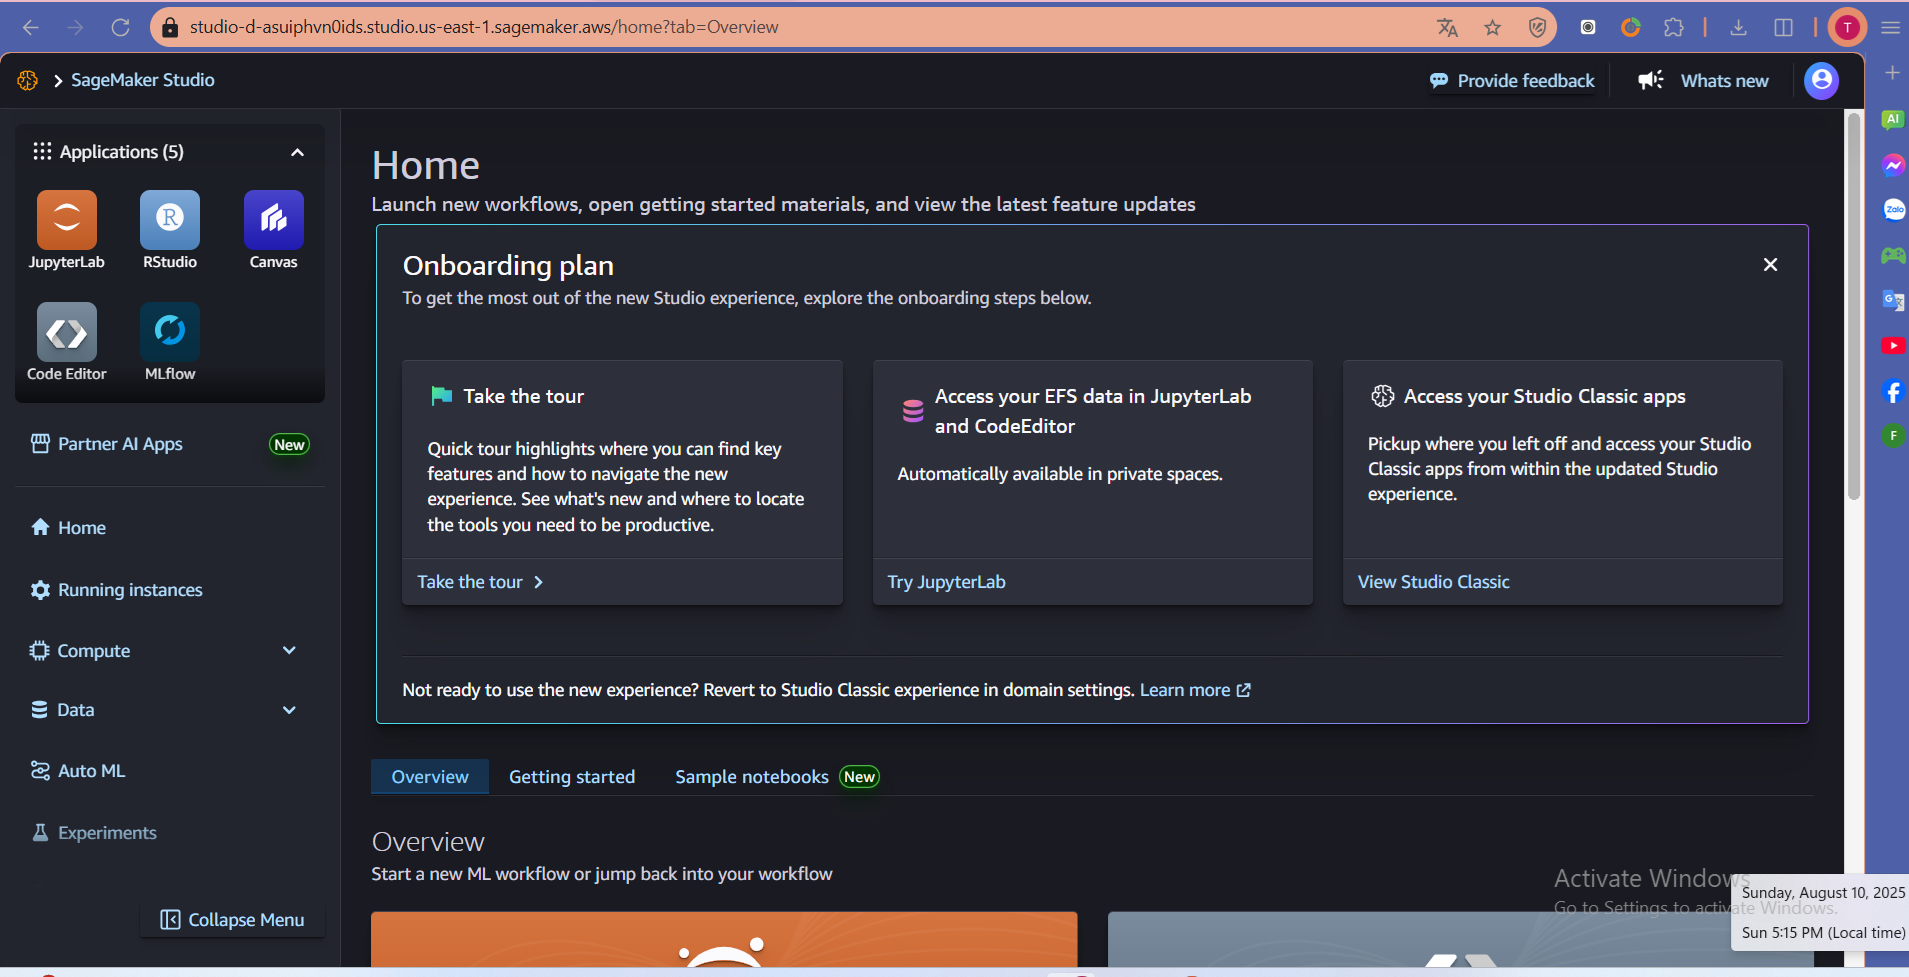 studio-d-asuiphvn0ids.studio.us-east-1.sagemaker.aws/home?tab=Overview
T
SageMaker Studio
Provide feedback
Whats new
Applications (5)
JupyterLab
RStudio
Canvas
Code Editor
MLflow
Partner AI Apps
New
Home
Running instances
Compute
Data
Auto ML
Experiments
Collapse Menu
Home
Launch new workflows, open getting started materials, and view the latest feature updates
Onboarding plan
To get the most out of the new Studio experience, explore the onboarding steps below.
Take the tour
Quick tour highlights where you can find key
features and how to navigate the new
experience. See what's new and where to locate
the tools you need to be productive.
Take the tour
Access your EFS data in JupyterLab
and CodeEditor
Automatically available in private spaces.
Try JupyterLab
Access your Studio Classic apps
Pickup where you left off and access your Studio
Classic apps from within the updated Studio
experience.
View Studio Classic
Not ready to use the new experience? Revert to Studio Classic experience in domain settings. Learn more
Overview
Getting started
Sample notebooks
New
Overview
Start a new ML workflow or jump back into your workflow
Activate Windows
Go to Settings to activate Windows.
Sunday, August 10, 2025
Sun 5:15 PM (Local time)
AI
Zalo
F
R